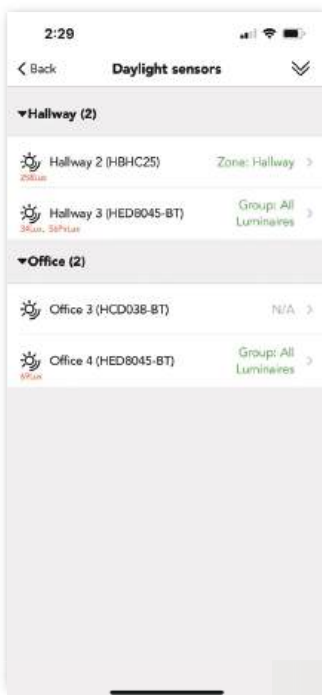 2:29
Back
Daylight sensors
Hallway (2)
Hallway 2 (HBHC25)
Zone: Hallway
Hallway 3 (HED8045-BT)
Group: All
Luminaires
Office (2)
Office 3 (HCD038-BT)
N/A
Office 4 (HED8045-BT)
69Lux
Group: All
Luminaires